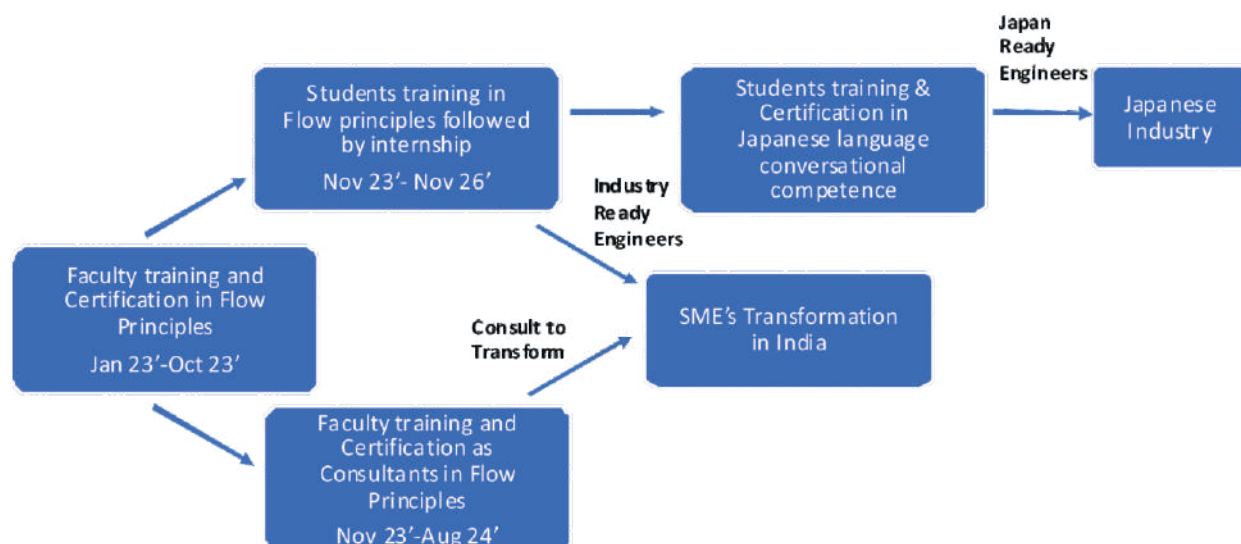 Japan
Ready
Engineers
Students training in
Flow principles followed
by internship
Nov 23’- Nov 26’
Students training &
Certification in
Japanese language
conversational
competence
Japanese
Industry
Industry
Ready
Engineers
Faculty training and
Certification in Flow
Principles
Jan 23’-Oct 23’
Consult to
Transform
SME’s Transformation
in India
Faculty training and
Certification as
Consultants in Flow
Principles
Nov 23’-Aug 24’